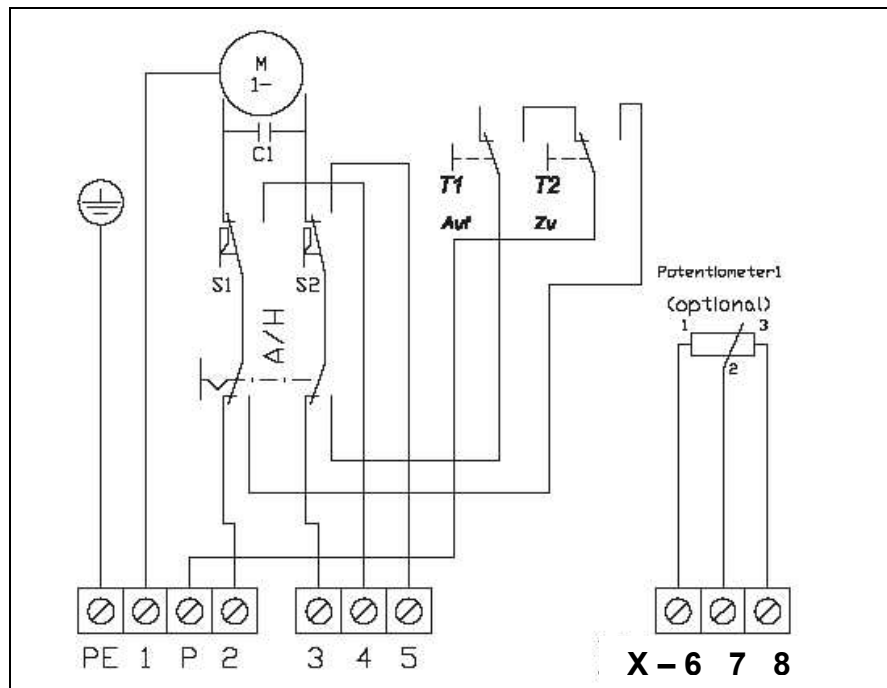 M
1~
C1
T1
T2
Auf
Zu
S1
S2
A/H
Potentiometer1
(optional)
1
3
2
PE 1 P 2 3 4 5
X – 6 7 8